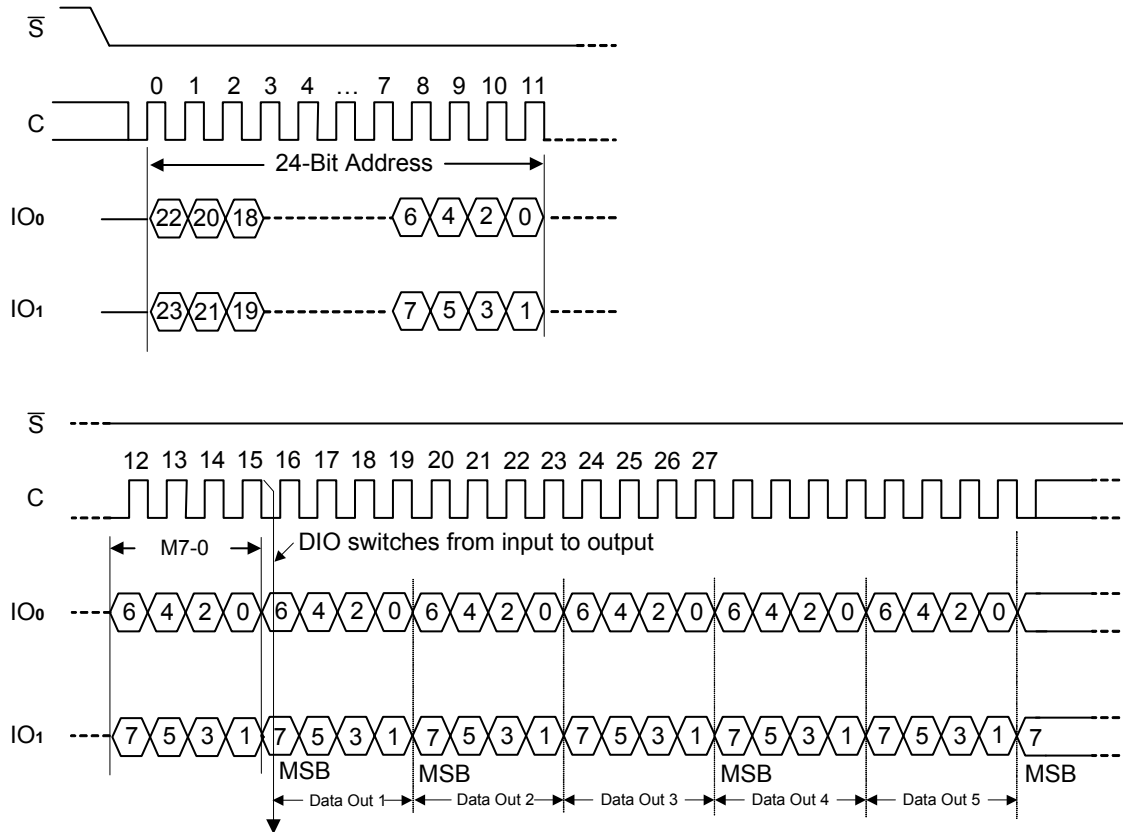 S
0 1 2 3 4 ... 7 8 9 10 11
C
24-Bit Address
IO0 22 20 18 6 4 2 0
IO1 23 21 19 7 5 3 1
S
12 13 14 15 16 17 18 19 20 21 22 23 24 25 26 27
C
M7-0 DIO switches from input to output
IO0 6 4 2 0 6 4 2 0 6 4 2 0 6 4 2 0 6 4 2 0 6 4 2 0
IO1 7 5 3 1 7 5 3 1 7 5 3 1 7 5 3 1 7 5 3 1 7 5 3 1 7
MSB MSB MSB MSB
Data Out 1 Data Out 2 Data Out 3 Data Out 4 Data Out 5